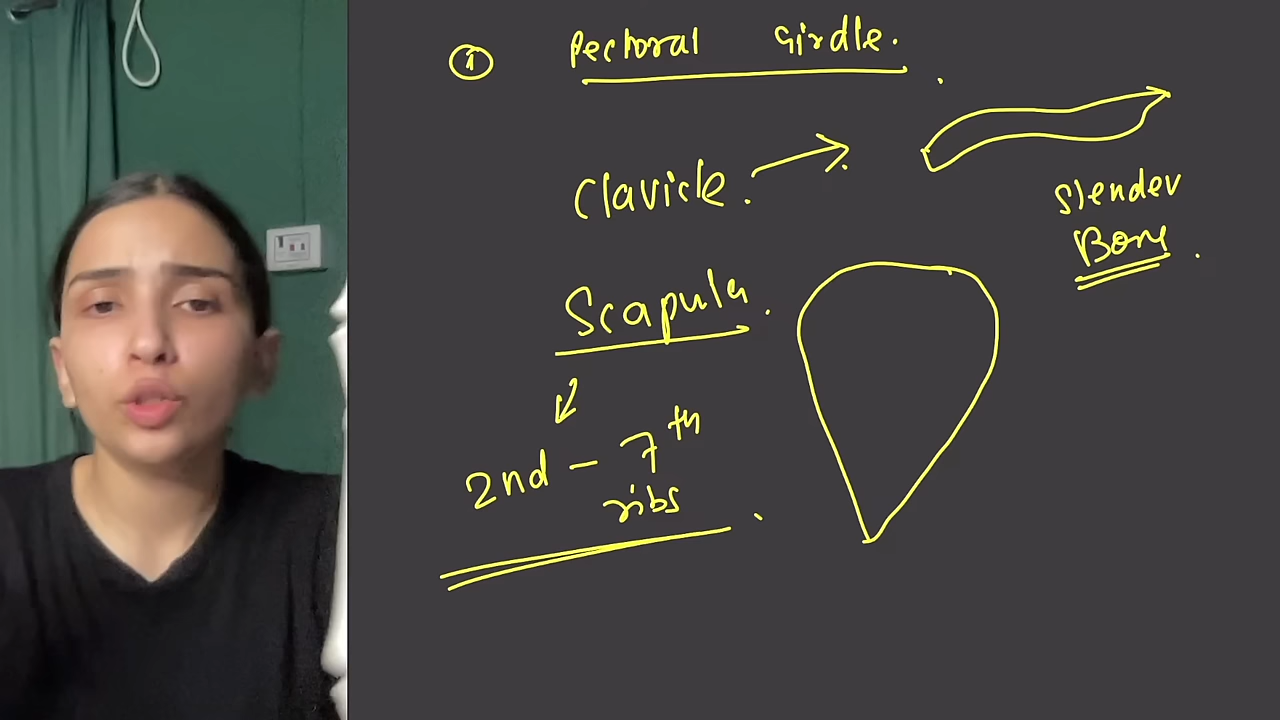 ① Pectoral Girdle.
Clavicle.
Slender
Bone
Scapula.
2nd - 7th
ribs